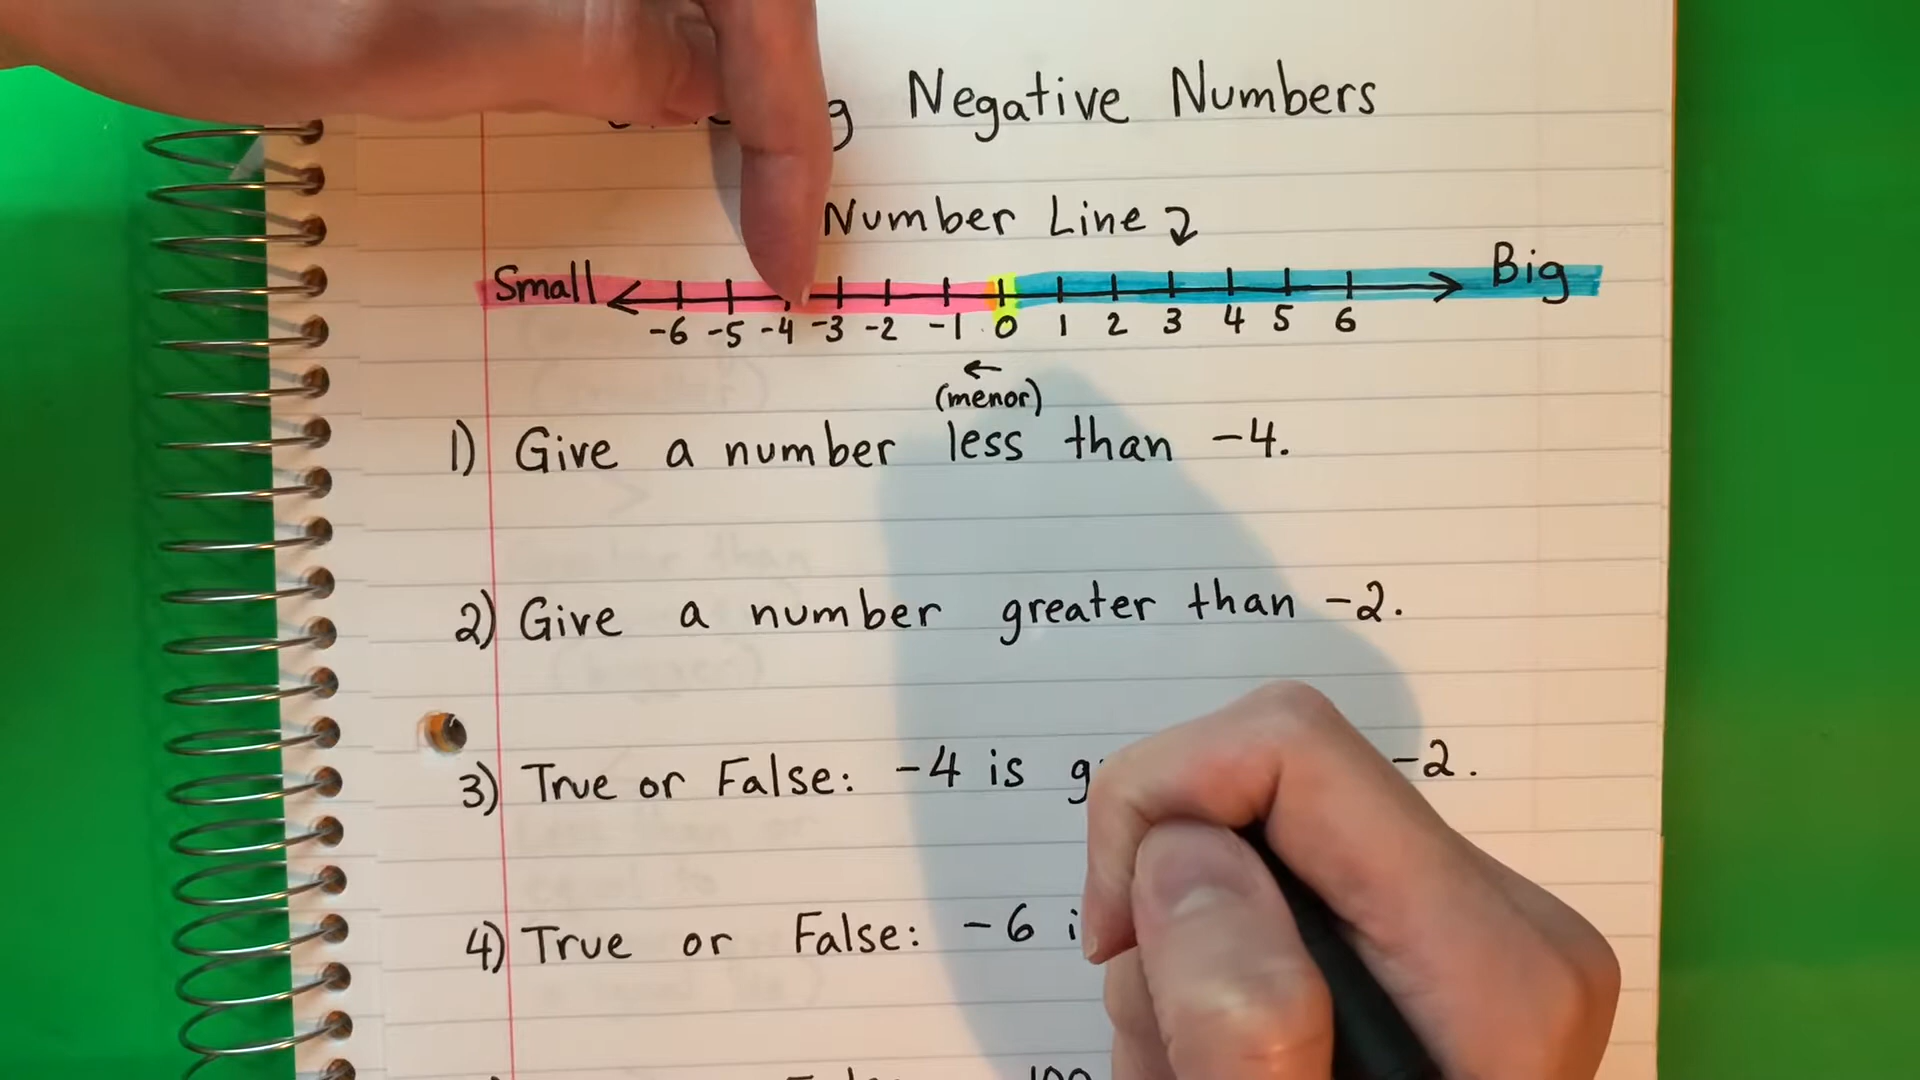 Negative Numbers
Number Line
Small -6 -5 -4 -3 -2 -1 0 1 2 3 4 5 6 Big
(menor)
1) Give a number less than -4.
2) Give a number greater than -2.
3) True or False: -4 is -2.
4) True or False: -6
100